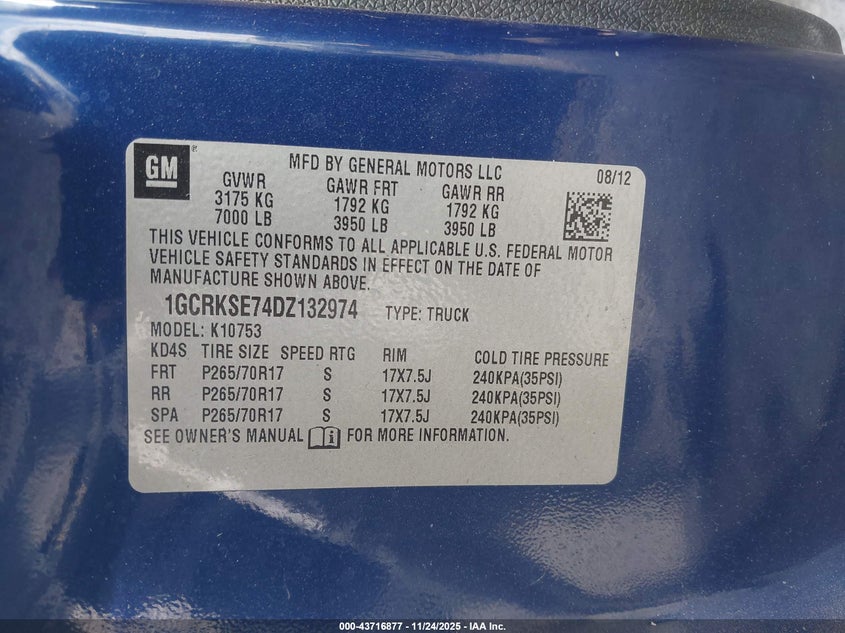 GM
MFD BY GENERAL MOTORS LLC
08/12
GVWR GAWR FRT GAWR RR
3175 KG 1792 KG 1792 KG
7000 LB 3950 LB 3950 LB
THIS VEHICLE CONFORMS TO ALL APPLICABLE U.S. FEDERAL MOTOR
VEHICLE SAFETY STANDARDS IN EFFECT ON THE DATE OF
MANUFACTURE SHOWN ABOVE.
1GCRKSE74DZ132974 TYPE: TRUCK
MODEL: K10753
KD4S TIRE SIZE SPEED RTG RIM COLD TIRE PRESSURE
FRT P265/70R17 S 17X7.5J 240KPA(35PSI)
RR P265/70R17 S 17X7.5J 240KPA(35PSI)
SPA P265/70R17 S 17X7.5J 240KPA(35PSI)
SEE OWNER'S MANUAL FOR MORE INFORMATION.
000-43716877 - 11/24/2025 - IAA Inc.